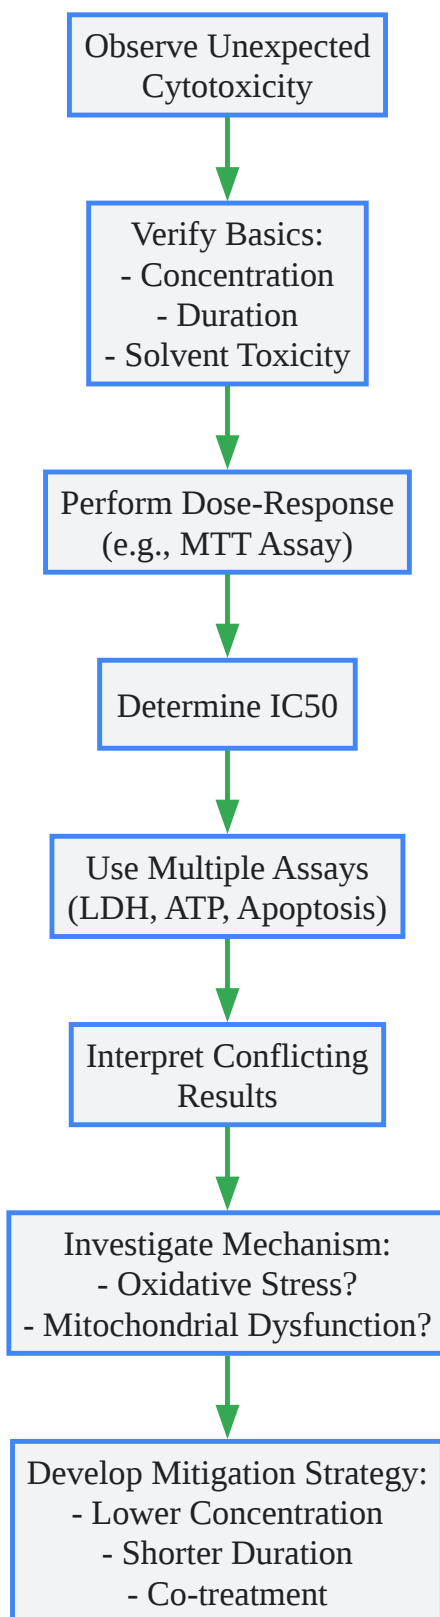 Observe Unexpected
Cytotoxicity
Verify Basics:
- Concentration
- Duration
- Solvent Toxicity
Perform Dose-Response
(e.g., MTT Assay)
Determine IC50
Use Multiple Assays
(LDH, ATP, Apoptosis)
Interpret Conflicting
Results
Investigate Mechanism:
- Oxidative Stress?
- Mitochondrial Dysfunction?
Develop Mitigation Strategy:
- Lower Concentration
- Shorter Duration
- Co-treatment